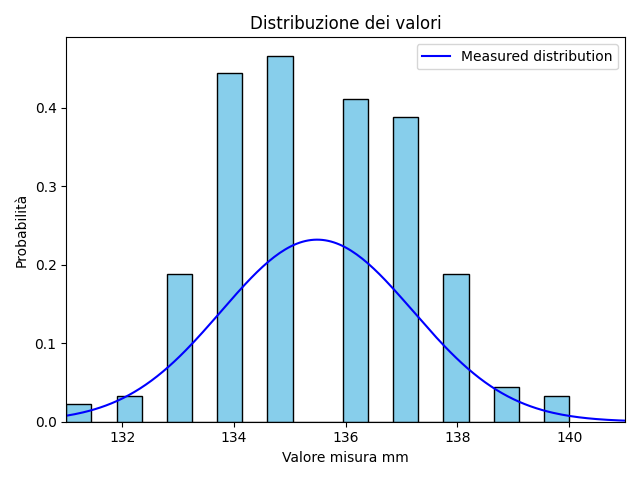 Distribuzione dei valori
Measured distribution
Probabilità
0.4
0.3
0.2
0.1
0.0
132
134
136
138
140
Valore misura mm